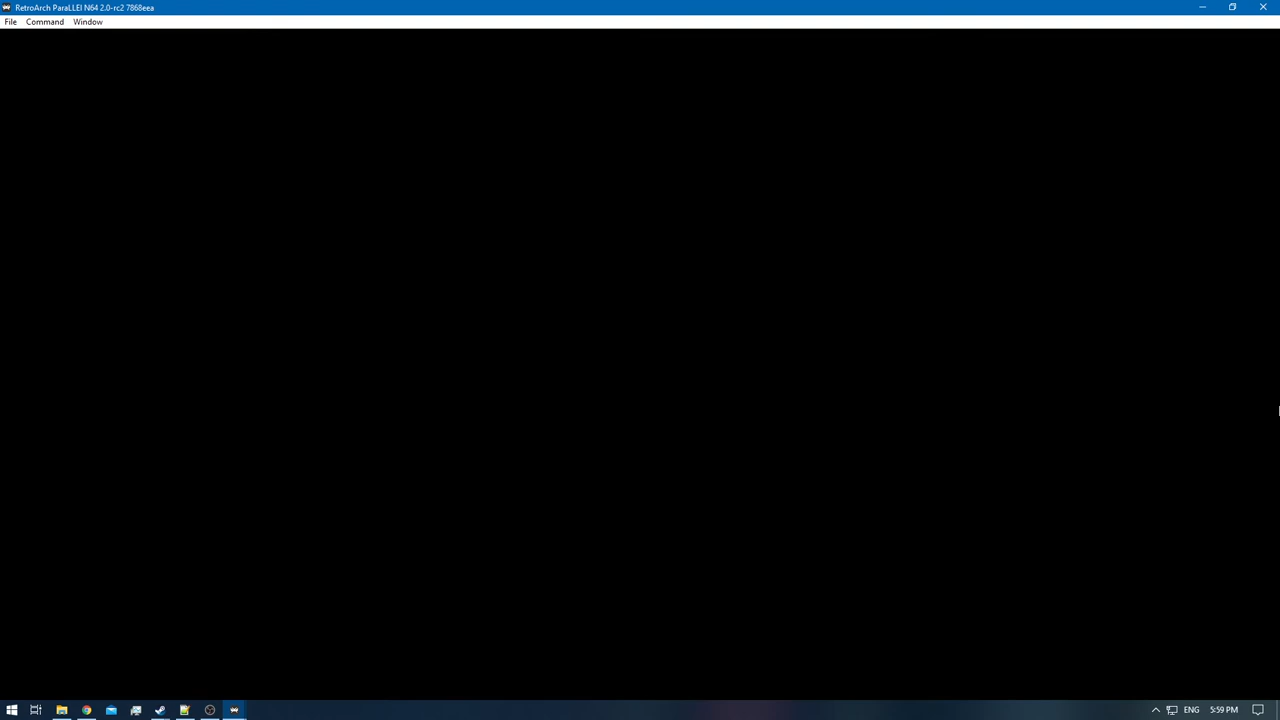 RetroArch ParaLLEl N64 2.0-rc2 7868eea
File Command Window
ENG 5:59 PM